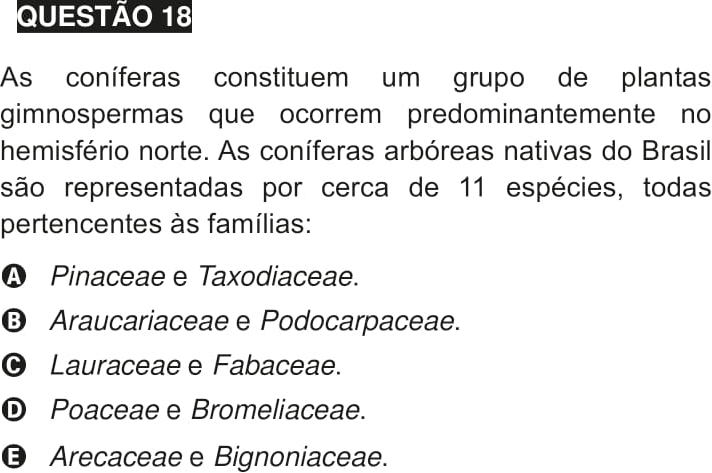 QUESTÃO 18
As coníferas constituem um grupo de plantas
gimnospermas que ocorrem predominantemente no
hemisfério norte. As coníferas arbóreas nativas do Brasil
são representadas por cerca de 11 espécies, todas
pertencentes às famílias:
A Pinaceae e Taxodiaceae.
B Araucariaceae e Podocarpaceae.
C Lauraceae e Fabaceae.
D Poaceae e Bromeliaceae.
E Arecaceae e Bignoniaceae.